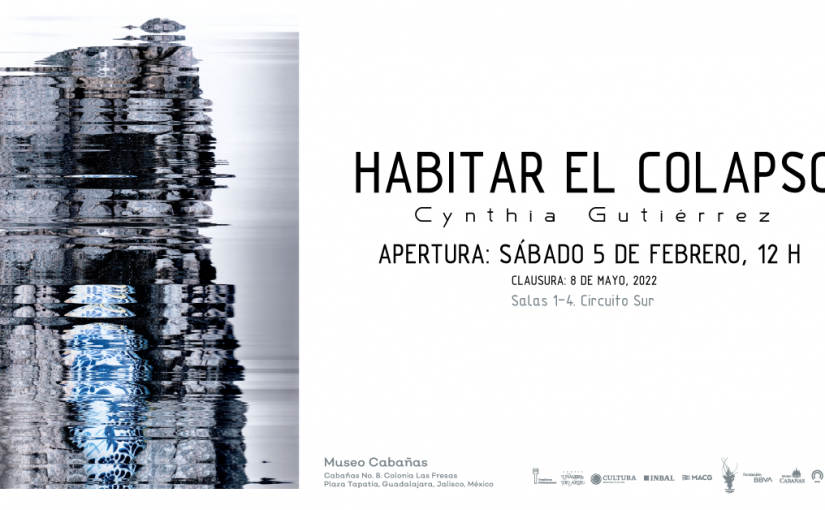 HABITAR EL COLAPSO
Cynthia Gutiérrez
APERTURA: SÁBADO 5 DE FEBRERO, 12 H
CLAUSURA: 8 DE MAYO, 2022
Salas 1-4. Circuito Sur
Museo Cabañas
Cabañas No. 8. Colonia Las Fresas
Plaza Tapatía, Guadalajara, Jalisco, México
CULTURA
INBAL
MACG
Fundación
BBVA
CABAÑAS